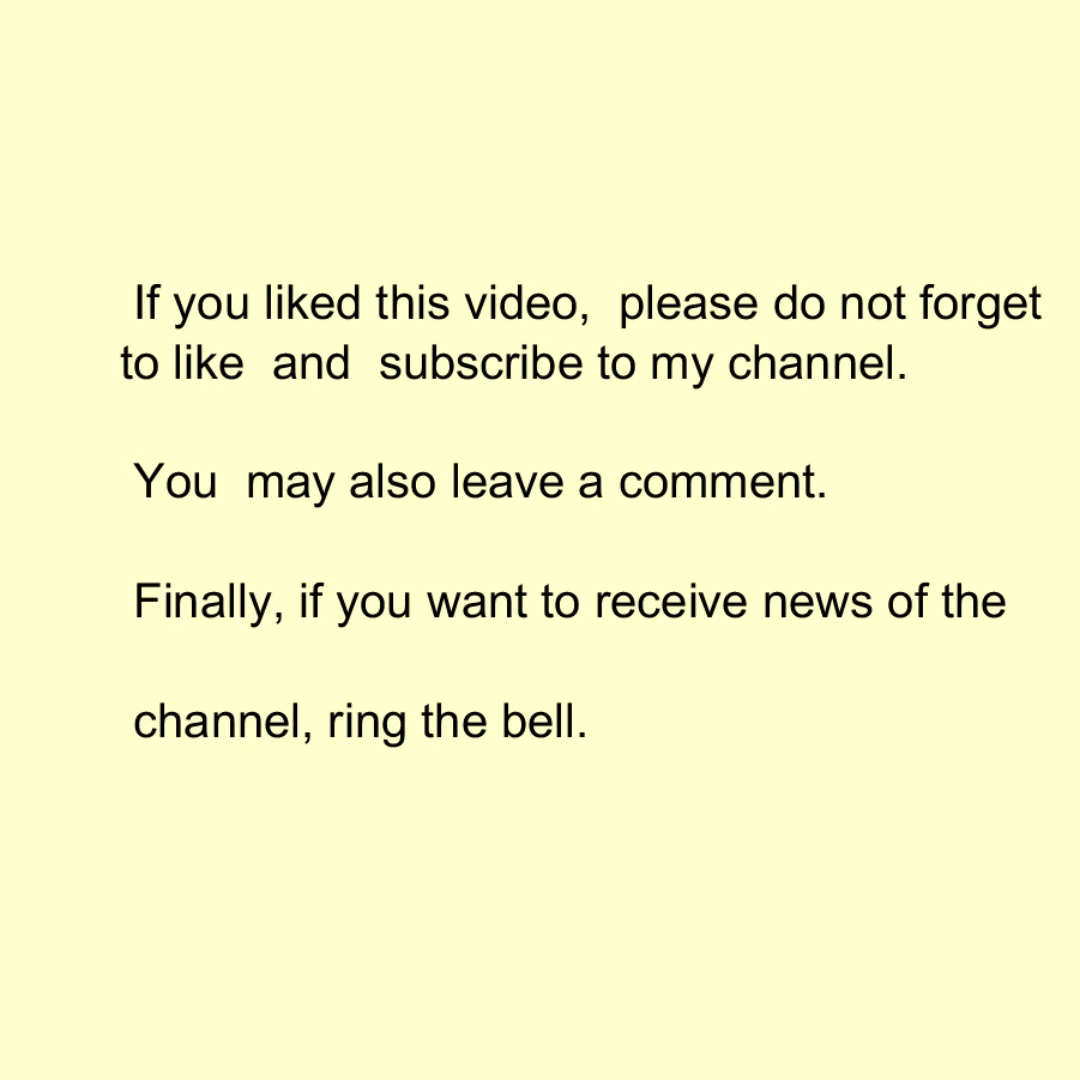 If you liked this video,  please do not forget
to like  and  subscribe to my channel.
You  may also leave a comment.
Finally, if you want to receive news of the
channel, ring the bell.